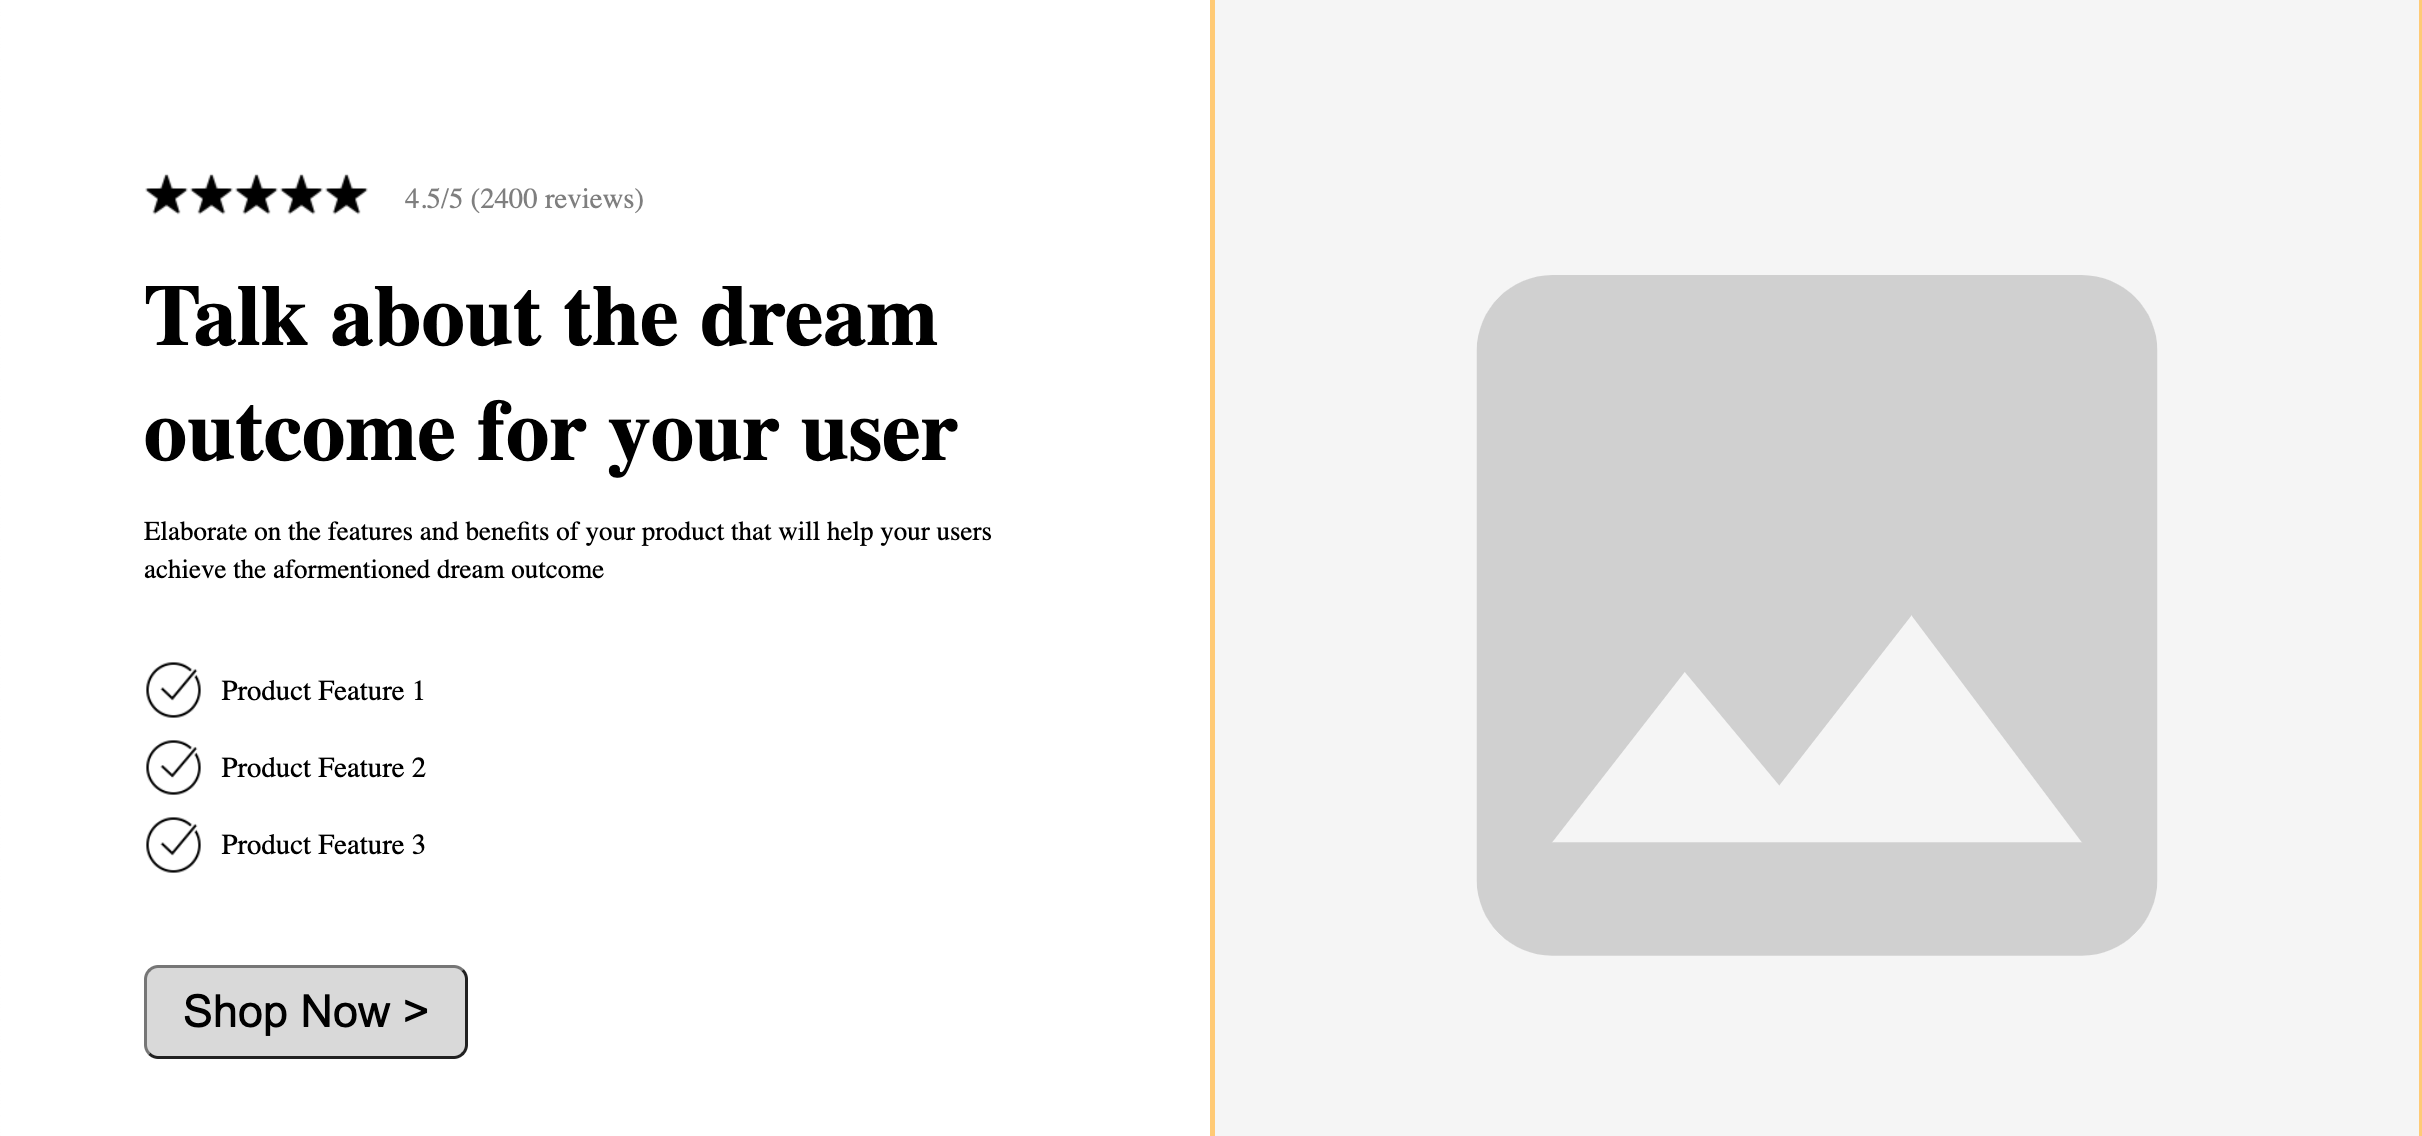 4.5/5 (2400 reviews)
Talk about the dream
outcome for your user
Elaborate on the features and benefits of your product that will help your users
achieve the aformentioned dream outcome
Product Feature 1
Product Feature 2
Product Feature 3
Shop Now >